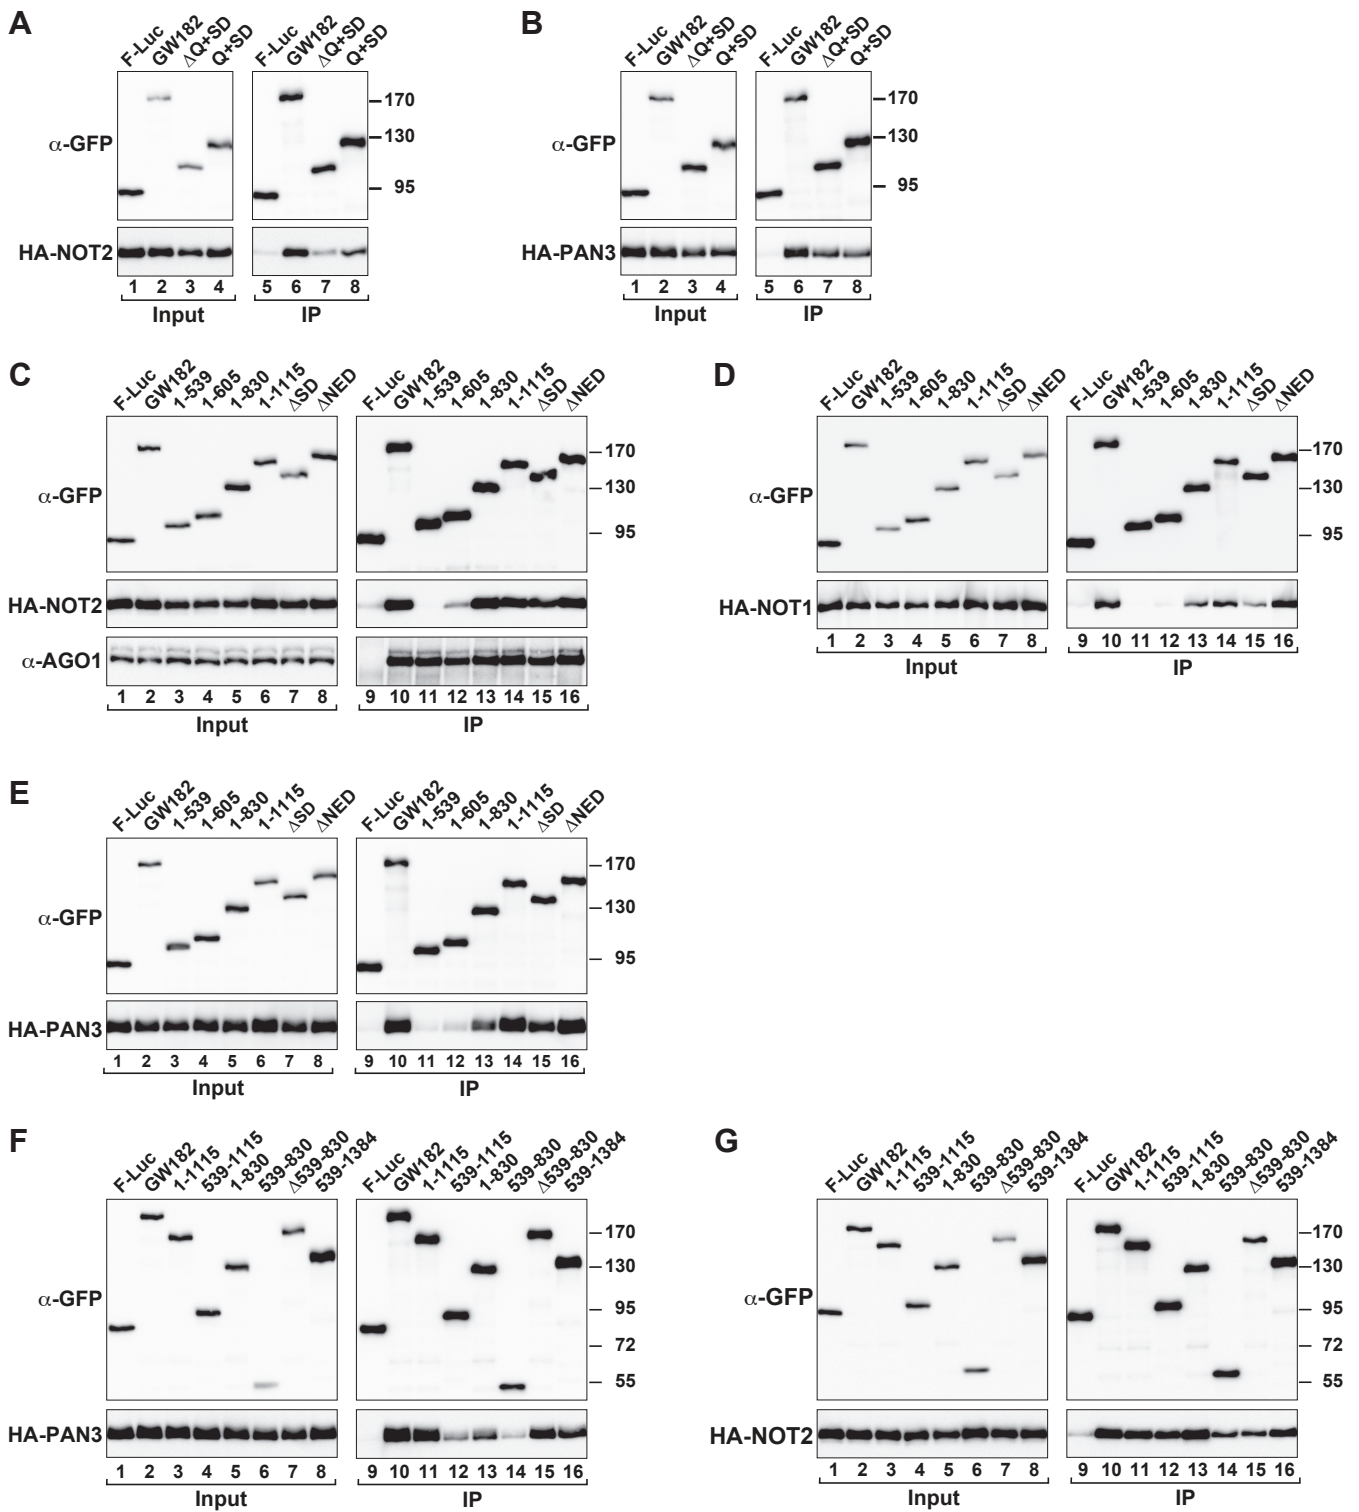 A
F-Luc GW182 ΔQ+SD Q+SD F-Luc GW182 ΔQ+SD Q+SD
α-GFP
170
130
95
HA-NOT2
1 2 3 4 5 6 7 8
Input IP
B
F-Luc GW182 ΔQ+SD Q+SD F-Luc GW182 ΔQ+SD Q+SD
α-GFP
170
130
95
HA-PAN3
1 2 3 4 5 6 7 8
Input IP
C
F-Luc GW182 1-539 1-605 1-830 1-1115 ΔSD ΔNED F-Luc GW182 1-539 1-605 1-830 1-1115 ΔSD ΔNED
α-GFP
170
130
95
HA-NOT2
α-AGO1
1 2 3 4 5 6 7 8 9 10 11 12 13 14 15 16
Input IP
D
F-Luc GW182 1-539 1-605 1-830 1-1115 ΔSD ΔNED F-Luc GW182 1-539 1-605 1-830 1-1115 ΔSD ΔNED
α-GFP
170
130
95
HA-NOT1
1 2 3 4 5 6 7 8 9 10 11 12 13 14 15 16
Input IP
E
F-Luc GW182 1-539 1-605 1-830 1-1115 ΔSD ΔNED F-Luc GW182 1-539 1-605 1-830 1-1115 ΔSD ΔNED
α-GFP
170
130
95
HA-PAN3
1 2 3 4 5 6 7 8 9 10 11 12 13 14 15 16
Input IP
F
F-Luc GW182 1-1115 539-1115 1-830 539-830 Δ539-830 539-1384 F-Luc GW182 1-1115 539-1115 1-830 539-830 Δ539-830 539-1384
α-GFP
170
130
95
72
55
HA-PAN3
1 2 3 4 5 6 7 8 9 10 11 12 13 14 15 16
Input IP
G
F-Luc GW182 1-1115 539-1115 1-830 539-830 Δ539-830 539-1384 F-Luc GW182 1-1115 539-1115 1-830 539-830 Δ539-830 539-1384
α-GFP
170
130
95
72
55
HA-NOT2
1 2 3 4 5 6 7 8 9 10 11 12 13 14 15 16
Input IP